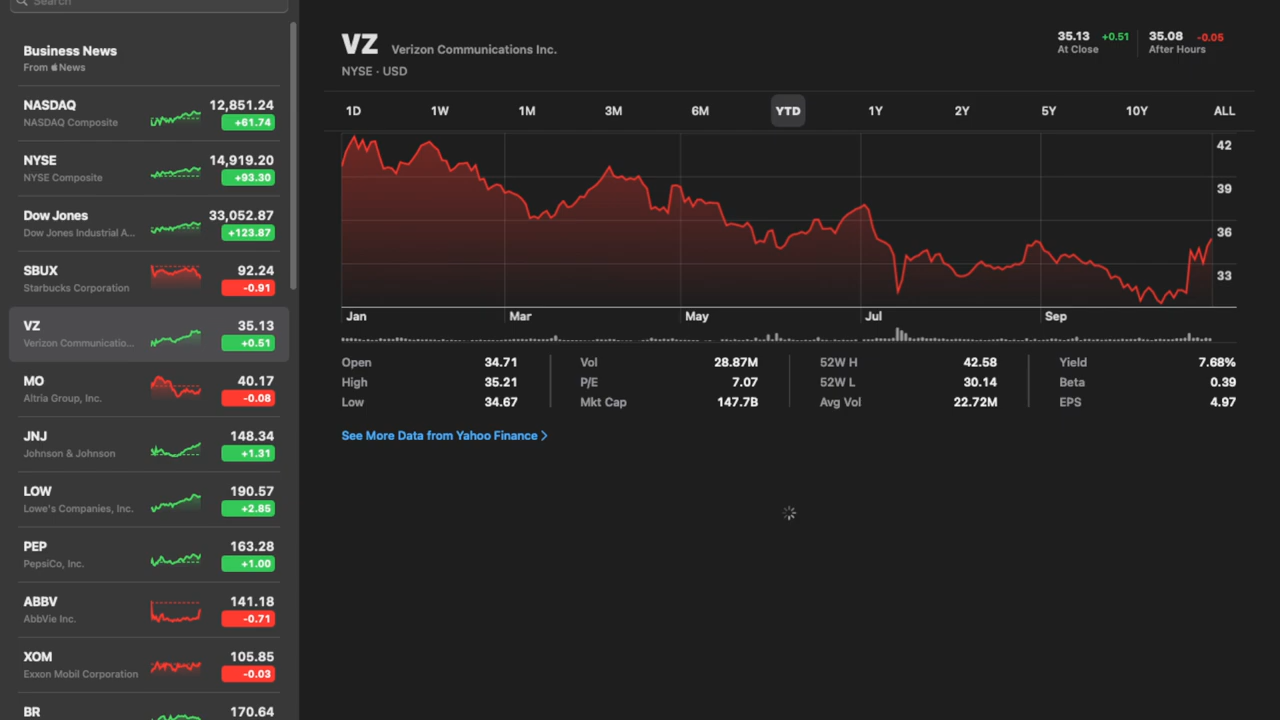 Search
Business News
From News
NASDAQ 12,851.24
NASDAQ Composite +61.74
NYSE 14,919.20
NYSE Composite +93.30
Dow Jones 33,052.87
Dow Jones Industrial A... +123.87
SBUX 92.24
Starbucks Corporation -0.91
VZ 35.13
Verizon Communicatio... +0.51
MO 40.17
Altria Group, Inc. -0.08
JNJ 148.34
Johnson & Johnson +1.31
LOW 190.57
Lowe's Companies, Inc. +2.85
PEP 163.28
PepsiCo, Inc. +1.00
ABBV 141.18
AbbVie Inc. -0.71
XOM 105.85
Exxon Mobil Corporation -0.03
BR 170.64
VZ Verizon Communications Inc.
NYSE · USD
35.13 +0.51 35.08 -0.05
At Close After Hours
1D 1W 1M 3M 6M YTD 1Y 2Y 5Y 10Y ALL
42
39
36
33
Jan Mar May Jul Sep
Open 34.71 Vol 28.87M 52W H 42.58 Yield 7.68%
High 35.21 P/E 7.07 52W L 30.14 Beta 0.39
Low 34.67 Mkt Cap 147.7B Avg Vol 22.72M EPS 4.97
See More Data from Yahoo Finance >